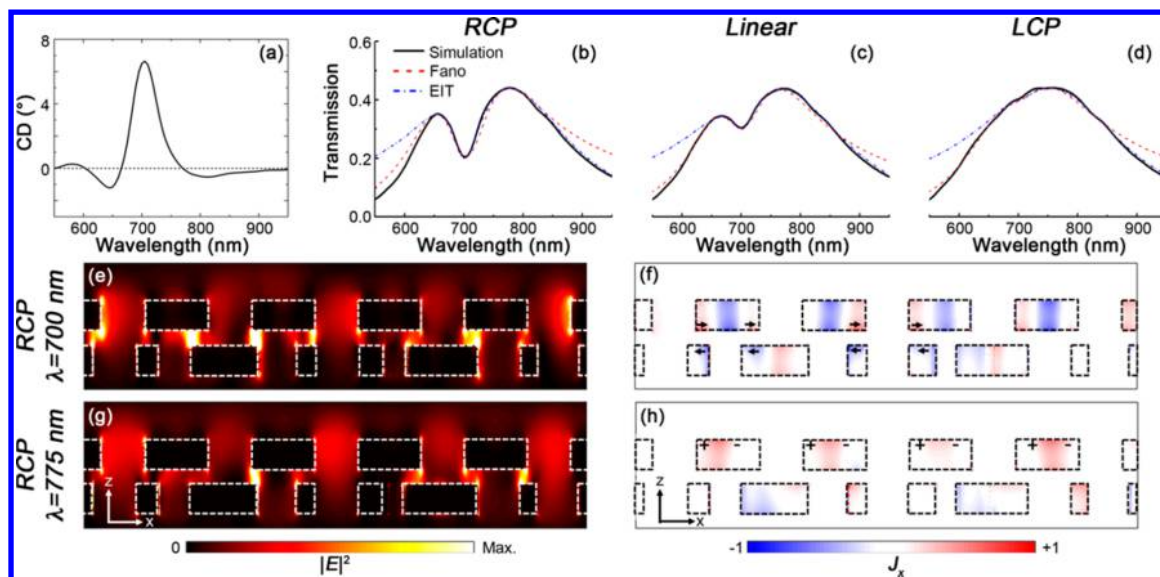 RCP
Linear
LCP
8
(a)
(b)
(c)
(d)
Simulation
Fano
EIT
0.6
4
CD (°)
Transmission
0.4
0
0.2
0.0
600 700 800 900
600 700 800 900
600 700 800 900
600 700 800 900
Wavelength (nm)
Wavelength (nm)
Wavelength (nm)
Wavelength (nm)
(e)
(f)
RCP
λ=700 nm
(g)
(h)
RCP
λ=775 nm
+ - + - + - + -
z
x
z
x
0
Max.
|E|²
-1
+1
Jx